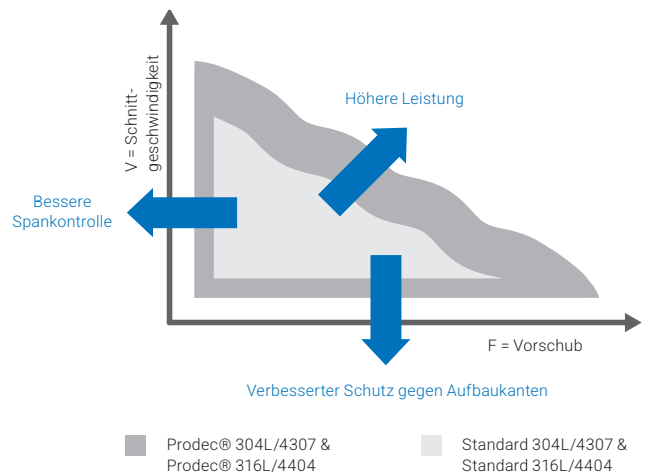 V = Schnitt-
geschwindigkeit
Höhere Leistung
Bessere
Spankontrolle
F = Vorschub
Verbesserter Schutz gegen Aufbaukanten
Prodec® 304L/4307 &
Prodec® 316L/4404
Standard 304L/4307 &
Standard 316L/4404